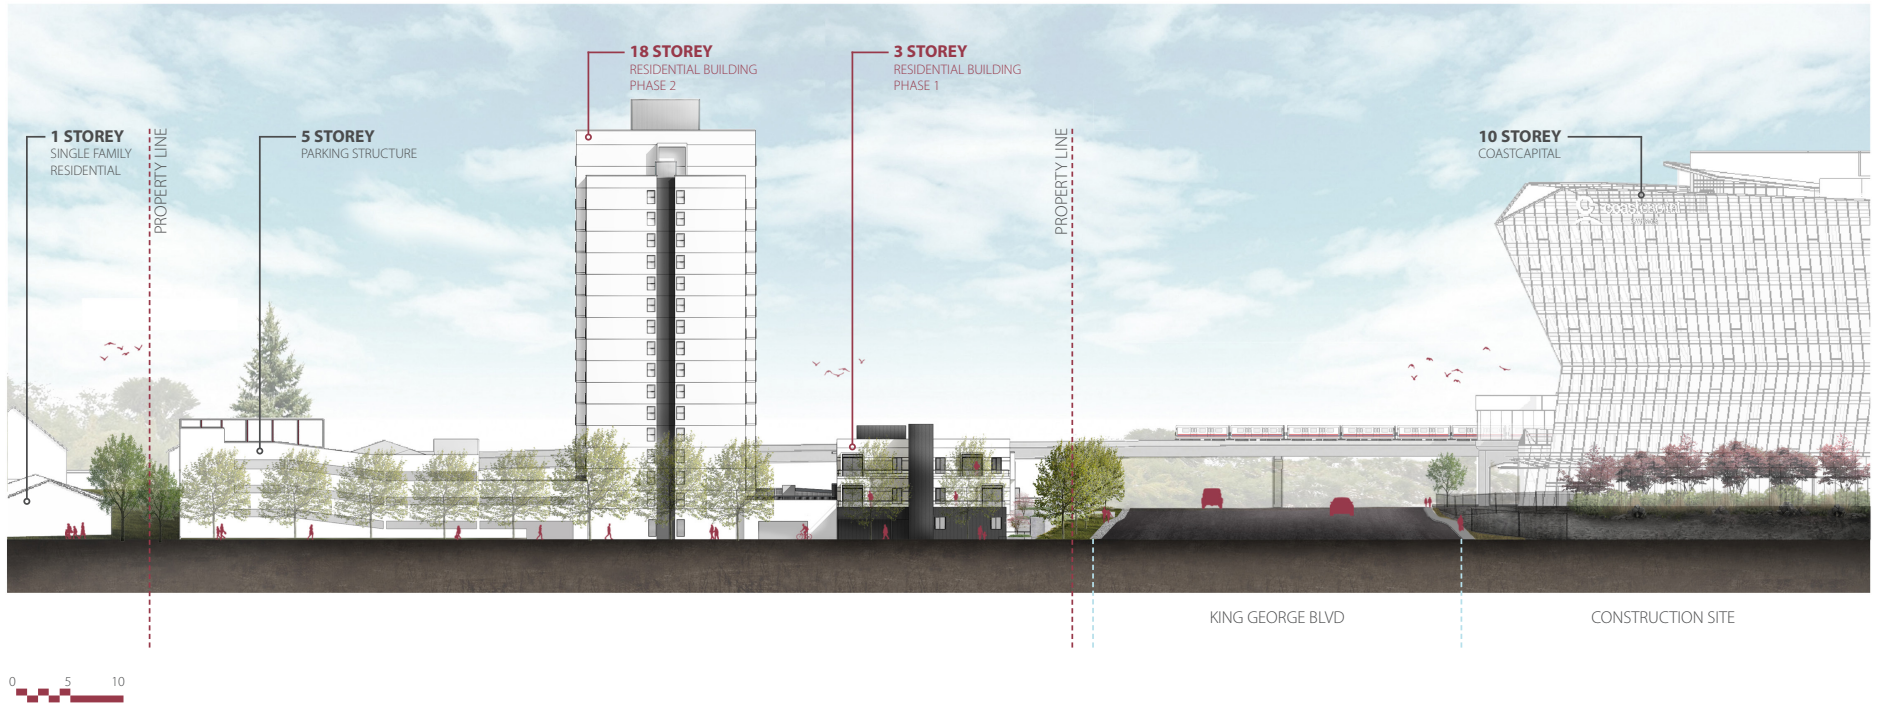 18 STOREY
RESIDENTIAL BUILDING
PHASE 2
3 STOREY
RESIDENTIAL BUILDING
PHASE 1
1 STOREY
SINGLE FAMILY
RESIDENTIAL
PROPERTY LINE
5 STOREY
PARKING STRUCTURE
PROPERTY LINE
10 STOREY
COASTCAPITAL
KING GEORGE BLVD
CONSTRUCTION SITE
0 5 10